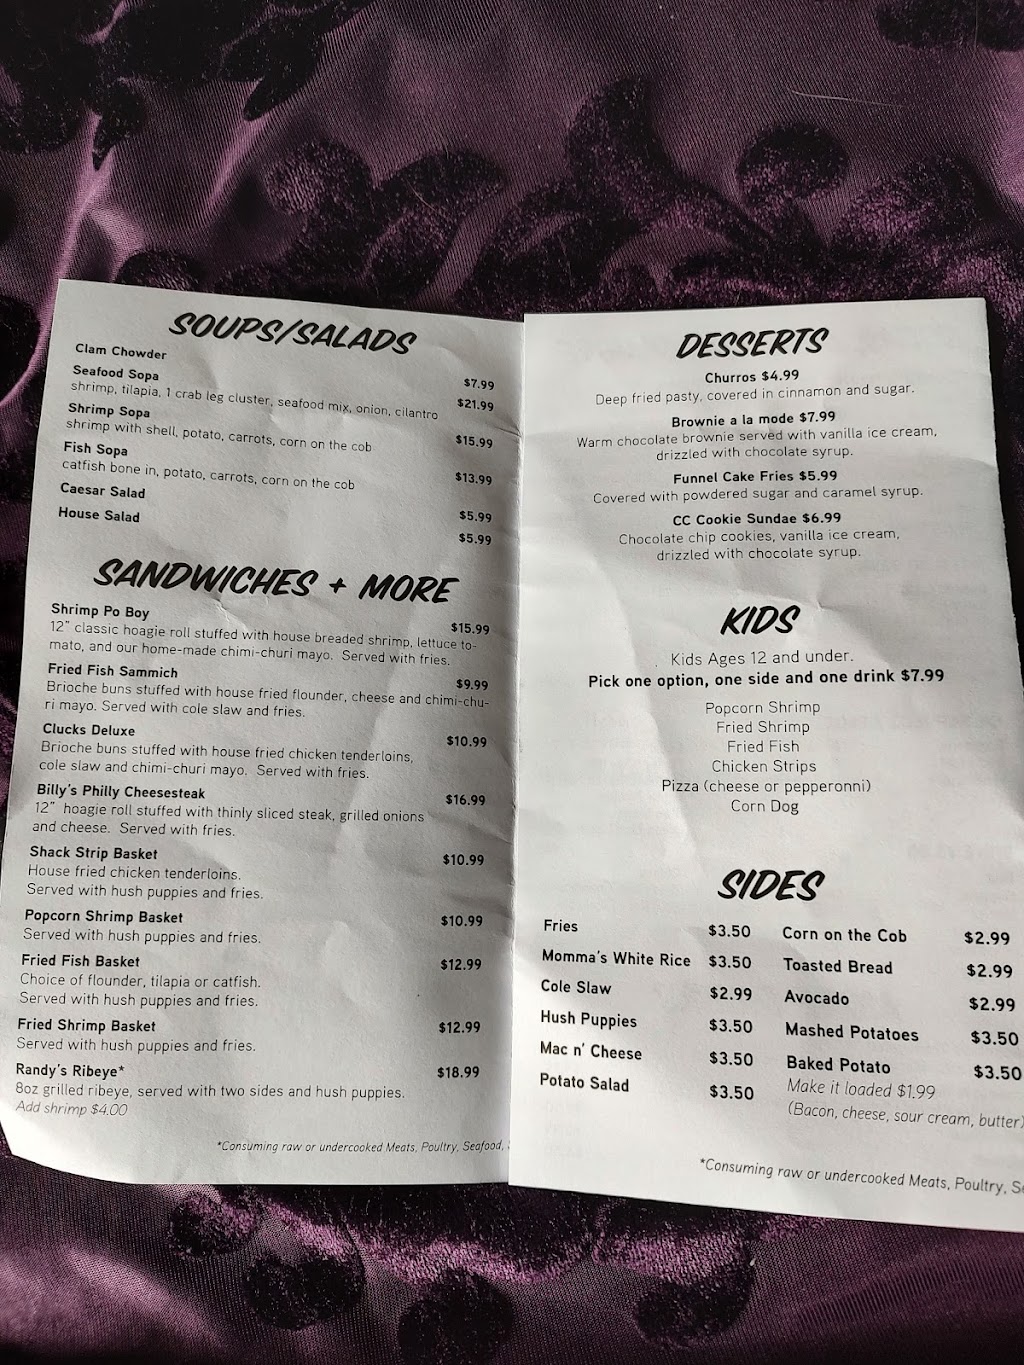 SOUPS/SALADS
Clam Chowder $7.99
Seafood Sopa $21.99
shrimp, tilapia, 1 crab leg cluster, seafood mix, onion, cilantro
Shrimp Sopa $15.99
shrimp with shell, potato, carrots, corn on the cob
Fish Sopa $13.99
catfish bone in, potato, carrots, corn on the cob
Caesar Salad $5.99
House Salad $5.99
SANDWICHES + MORE
Shrimp Po Boy $15.99
12" classic hoagie roll stuffed with house breaded shrimp, lettuce to-
mato, and our home-made chimi-churi mayo. Served with fries.
Fried Fish Sammich $9.99
Brioche buns stuffed with house fried flounder, cheese and chimi-chu-
ri mayo. Served with cole slaw and fries.
Clucks Deluxe $10.99
Brioche buns stuffed with house fried chicken tenderloins,
cole slaw and chimi-churi mayo. Served with fries.
Billy's Philly Cheesesteak $16.99
12" hoagie roll stuffed with thinly sliced steak, grilled onions
and cheese. Served with fries.
Shack Strip Basket $10.99
House fried chicken tenderloins.
Served with hush puppies and fries.
Popcorn Shrimp Basket $10.99
Served with hush puppies and fries.
Fried Fish Basket $12.99
Choice of flounder, tilapia or catfish.
Served with hush puppies and fries.
Fried Shrimp Basket $12.99
Served with hush puppies and fries.
Randy's Ribeye* $18.99
8oz grilled ribeye, served with two sides and hush puppies.
Add shrimp $4.00
*Consuming raw or undercooked Meats, Poultry, Seafood,
DESSERTS
Churros $4.99
Deep fried pasty, covered in cinnamon and sugar.
Brownie a la mode $7.99
Warm chocolate brownie served with vanilla ice cream,
drizzled with chocolate syrup.
Funnel Cake Fries $5.99
Covered with powdered sugar and caramel syrup.
CC Cookie Sundae $6.99
Chocolate chip cookies, vanilla ice cream,
drizzled with chocolate syrup.
KIDS
Kids Ages 12 and under.
Pick one option, one side and one drink $7.99
Popcorn Shrimp
Fried Shrimp
Fried Fish
Chicken Strips
Pizza (cheese or pepperonni)
Corn Dog
SIDES
Fries $3.50
Momma's White Rice $3.50
Cole Slaw $2.99
Hush Puppies $3.50
Mac n' Cheese $3.50
Potato Salad $3.50
Corn on the Cob $2.99
Toasted Bread $2.99
Avocado $2.99
Mashed Potatoes $3.50
Baked Potato $3.50
Make it loaded $1.99
(Bacon, cheese, sour cream, butter)
*Consuming raw or undercooked Meats, Poultry,